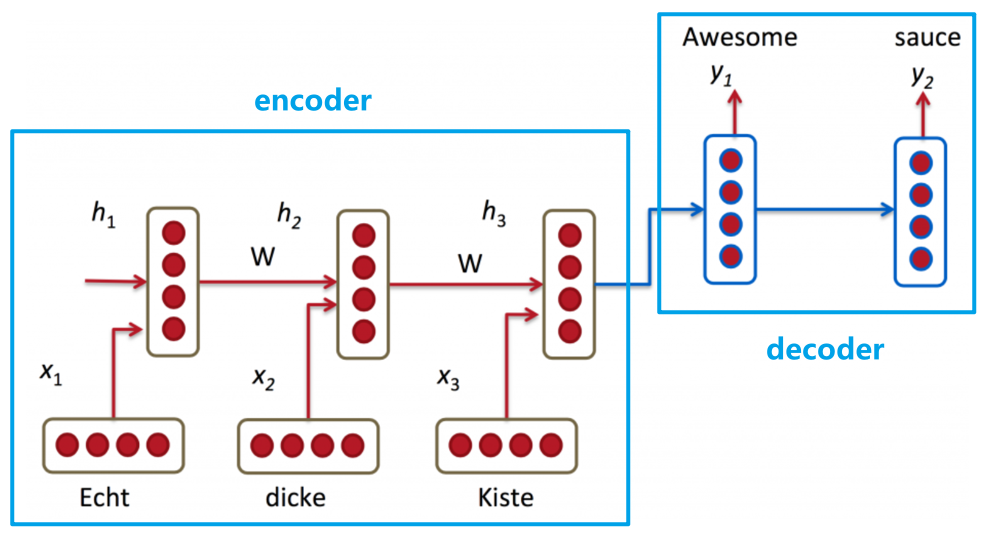 Awesome sauce
y₁ y₂
encoder
h₁ h₂ h₃
W W
decoder
x₁ x₂ x₃
Echt dicke Kiste